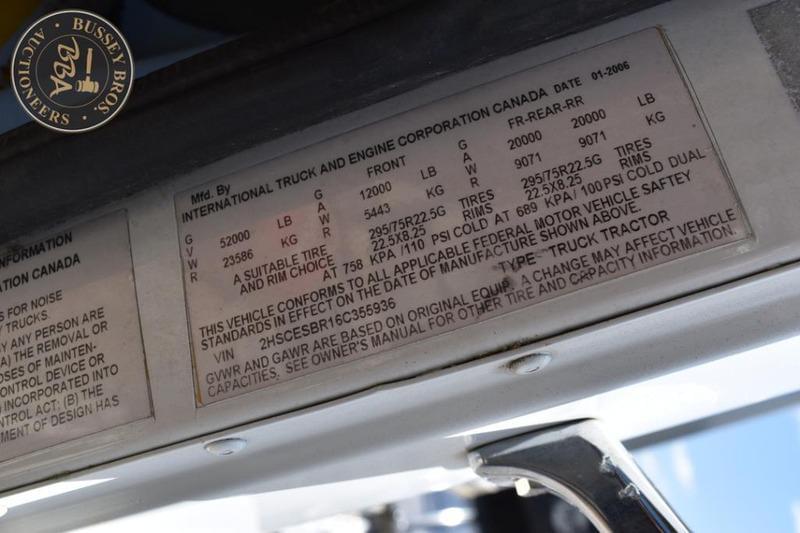 BUSSEY BROS.
BBA
AUCTIONEERS
NFORMATION
ATION CANADA
S FOR NOISE
TRUCKS.
Y ANY PERSON ARE
A) THE REMOVAL OR
OSES OF MAINTEN-
CONTROL DEVICE OR
INCORPORATED INTO
NTROL ACT; (B) THE
MENT OF DESIGN HAS
Mfd. By
INTERNATIONAL TRUCK AND ENGINE CORPORATION CANADA DATE 01-2006
G FRONT G FR-REAR-RR
G 52000 LB A 12000 LB A 20000 20000 LB
V 23586 KG W 5443 KG W 9071 9071 KG
W R R
R A SUITABLE TIRE 295/75R22.5G TIRES 295/75R22.5G TIRES
AND RIM CHOICE 22.5X8.25 RIMS 22.5X8.25 RIMS
AT 758 KPA /110 PSI COLD AT 689 KPA/ 100 PSI COLD DUAL
THIS VEHICLE CONFORMS TO ALL APPLICABLE FEDERAL MOTOR VEHICLE SAFTEY
STANDARDS IN EFFECT ON THE DATE OF MANUFACTURE SHOWN ABOVE.
VIN 2HSCESBR16C355936 TYPE TRUCK TRACTOR
GVWR AND GAWR ARE BASED ON ORIGINAL EQUIP. A CHANGE MAY AFFECT VEHICLE
CAPACITIES. SEE OWNER'S MANUAL FOR OTHER TIRE AND CAPACITY INFORMATION.